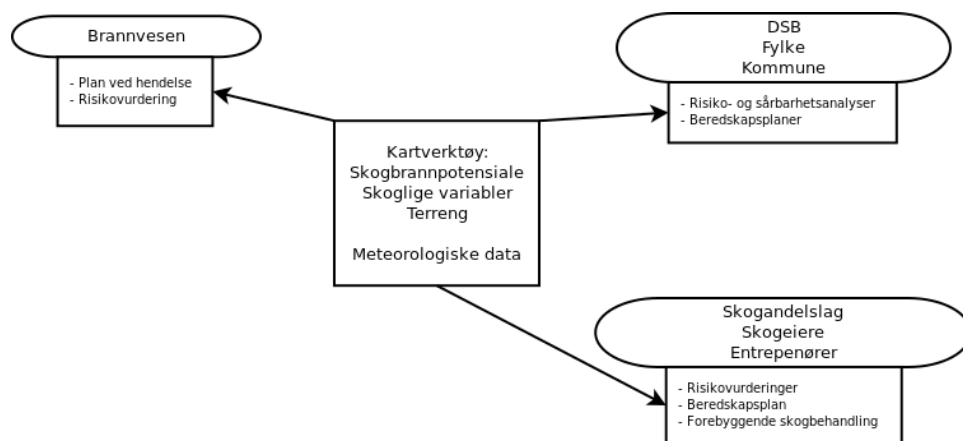 Brannvesen
- Plan ved hendelse
- Risikovurdering
DSB
Fylke
Kommune
- Risiko- og sårbarhetsanalyser
- Beredskapsplaner
Kartverktøy:
Skogbrannpotensiale
Skoglige variabler
Terreng
Meteorologiske data
Skogandelslag
Skogeiere
Entrepenører
- Risikovurderinger
- Beredskapsplan
- Forebyggende skogbehandling